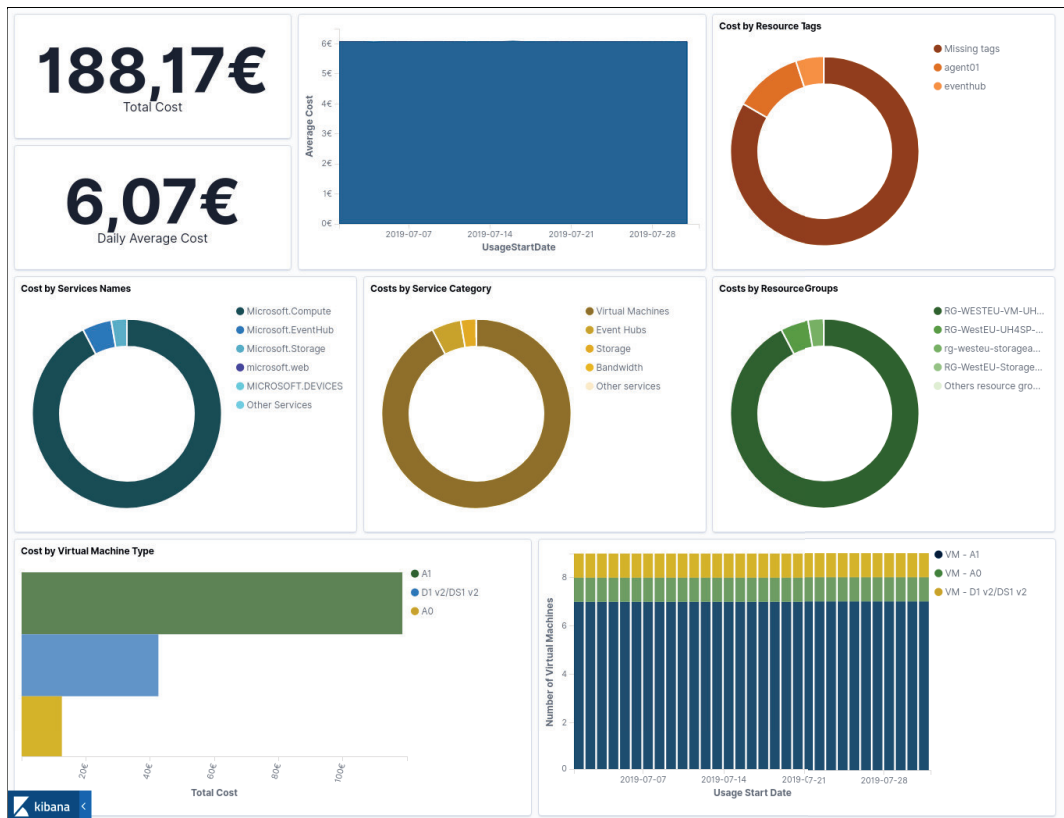 188,17€
Total Cost
6,07€
Daily Average Cost
6€
5€
4€
3€
2€
1€
0€
Average Cost
2019-07-07
2019-07-14
2019-07-21
2019-07-28
UsageStartDate
Cost by Resource Tags
Missing tags
agent01
eventhub
Cost by Services Names
Microsoft.Compute
Microsoft.EventHub
Microsoft.Storage
microsoft.web
MICROSOFT.DEVICES
Other Services
Costs by Service Category
Virtual Machines
Event Hubs
Storage
Bandwidth
Other services
Costs by Resource Groups
RG-WESTEU-VM-UH...
RG-WestEU-UH4SP-...
rg-westeu-storagea...
RG-WestEU-Storage...
Others resource gro...
Cost by Virtual Machine Type
A1
D1 v2/DS1 v2
A0
20€
40€
60€
80€
100€
Total Cost
8
6
4
2
0
Number of Virtual Machines
2019-07-07
2019-07-14
2019-07-21
2019-07-28
Usage Start Date
VM - A1
VM - A0
VM - D1 v2/DS1 v2
kibana